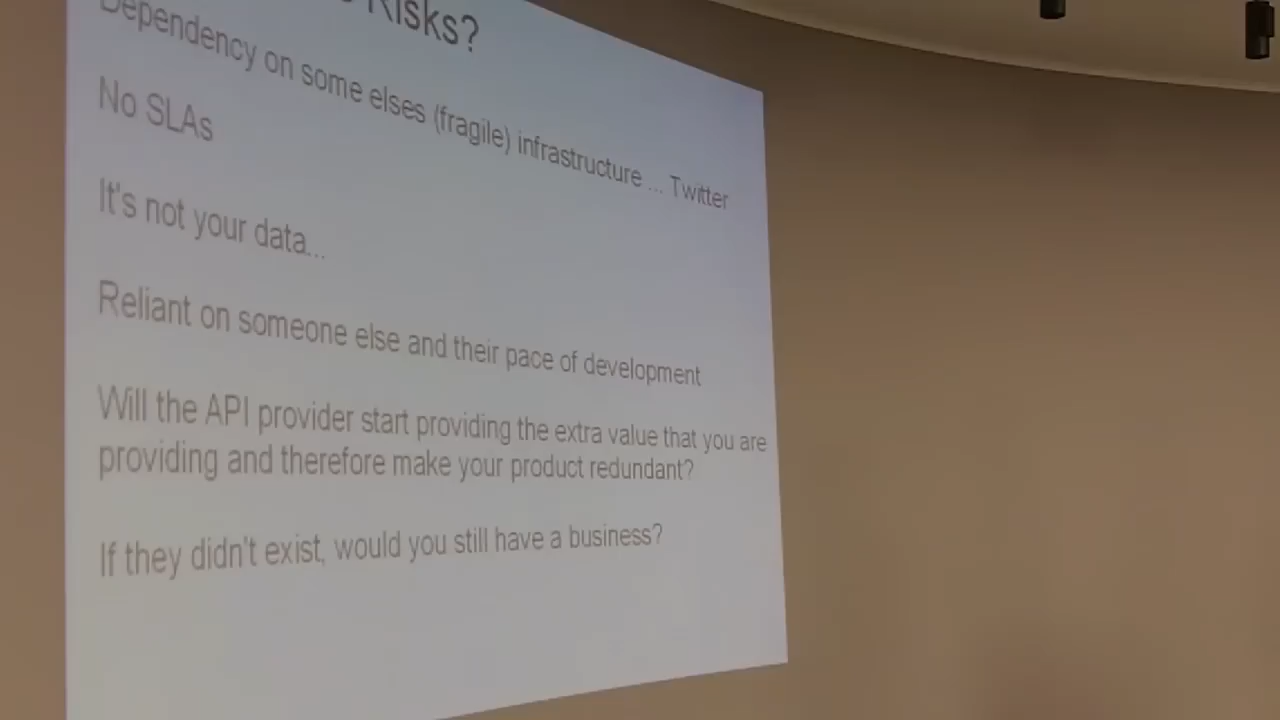 Risks?
Dependency on some elses (fragile) infrastructure ... Twitter
No SLAs
It's not your data...
Reliant on someone else and their pace of development
Will the API provider start providing the extra value that you are
providing and therefore make your product redundant?
If they didn't exist, would you still have a business?